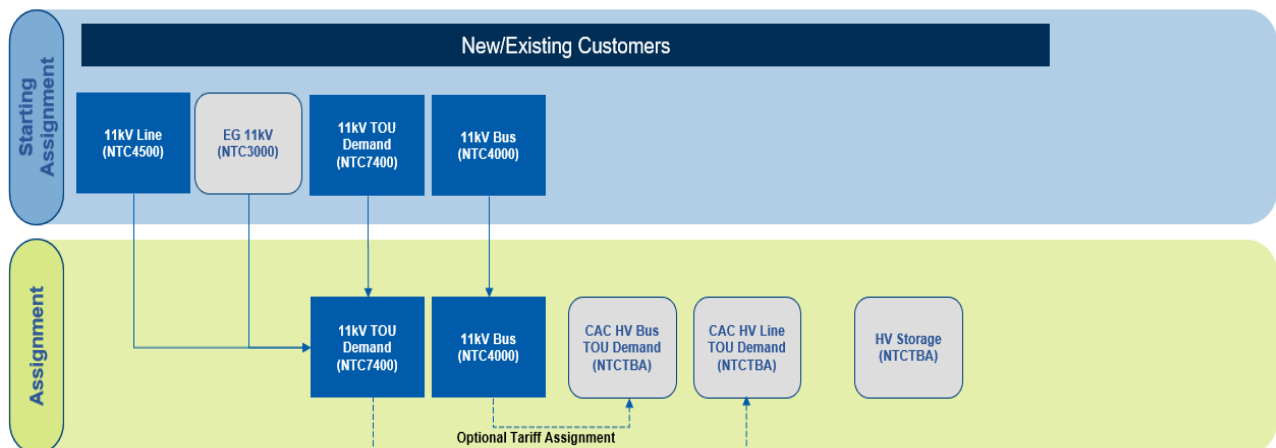 New/Existing Customers
Starting
Assignment
11kV Line
(NTC4500)
EG 11kV
(NTC3000)
11kV TOU
Demand
(NTC7400)
11kV Bus
(NTC4000)
Assignment
11kV TOU
Demand
(NTC7400)
11kV Bus
(NTC4000)
CAC HV Bus
TOU Demand
(NTCTBA)
CAC HV Line
TOU Demand
(NTCTBA)
HV Storage
(NTCTBA)
Optional Tariff Assignment